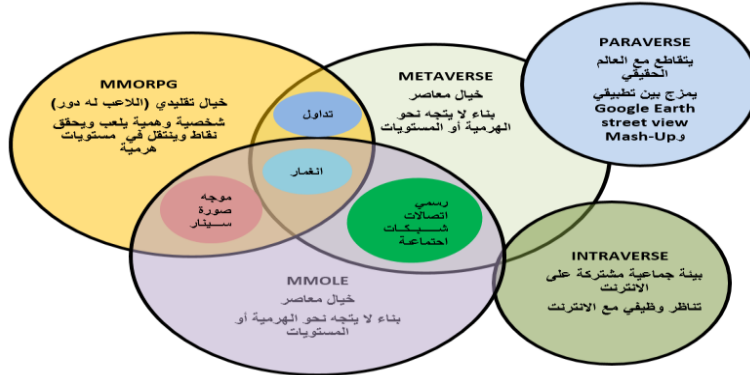 MMORPG
خيال تقليدي (اللاعب له دور)
شخصية وهمية يلعب ويحقق
نقاط وينتقل في مستويات
هرمية
تداول
METAVERSE
خيال معاصر
بناء لا يتجه نحو
الهرمية أو المستويات
PARAVERSE
يتقاطع مع العالم
الحقيقي
يمزج بين تطبيقي
Google Earth
street view
وMash-Up
انغمار
موجه
صورة
سينار
رسمي
اتصالات
شبكات
احتماعة
MMOLE
خيال معاصر
بناء لا يتجه نحو الهرمية أو
المستويات
INTRAVERSE
بيئة جماعية مشتركة على
الانترنت
تناظر وظيفي مع الانترنت